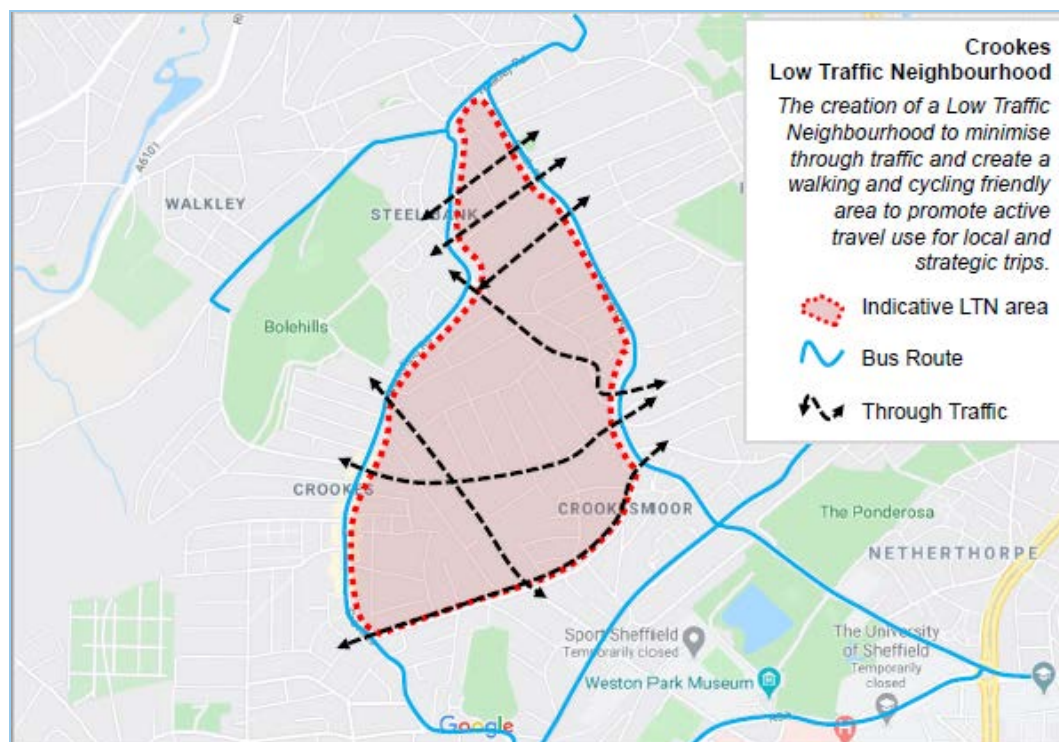 Crookes
Low Traffic Neighbourhood
The creation of a Low Traffic
Neighbourhood to minimise
through traffic and create a
walking and cycling friendly
area to promote active
travel use for local and
strategic trips.
Indicative LTN area
Bus Route
Through Traffic
A6101
WALKLEY
STEEL BANK
Bolehills
CROOKES
CROOKESMOOR
The Ponderosa
NETHERTHORPE
Sport Sheffield
Temporarily closed
The University
of Sheffield
Temporarily
closed
Weston Park Museum
Google